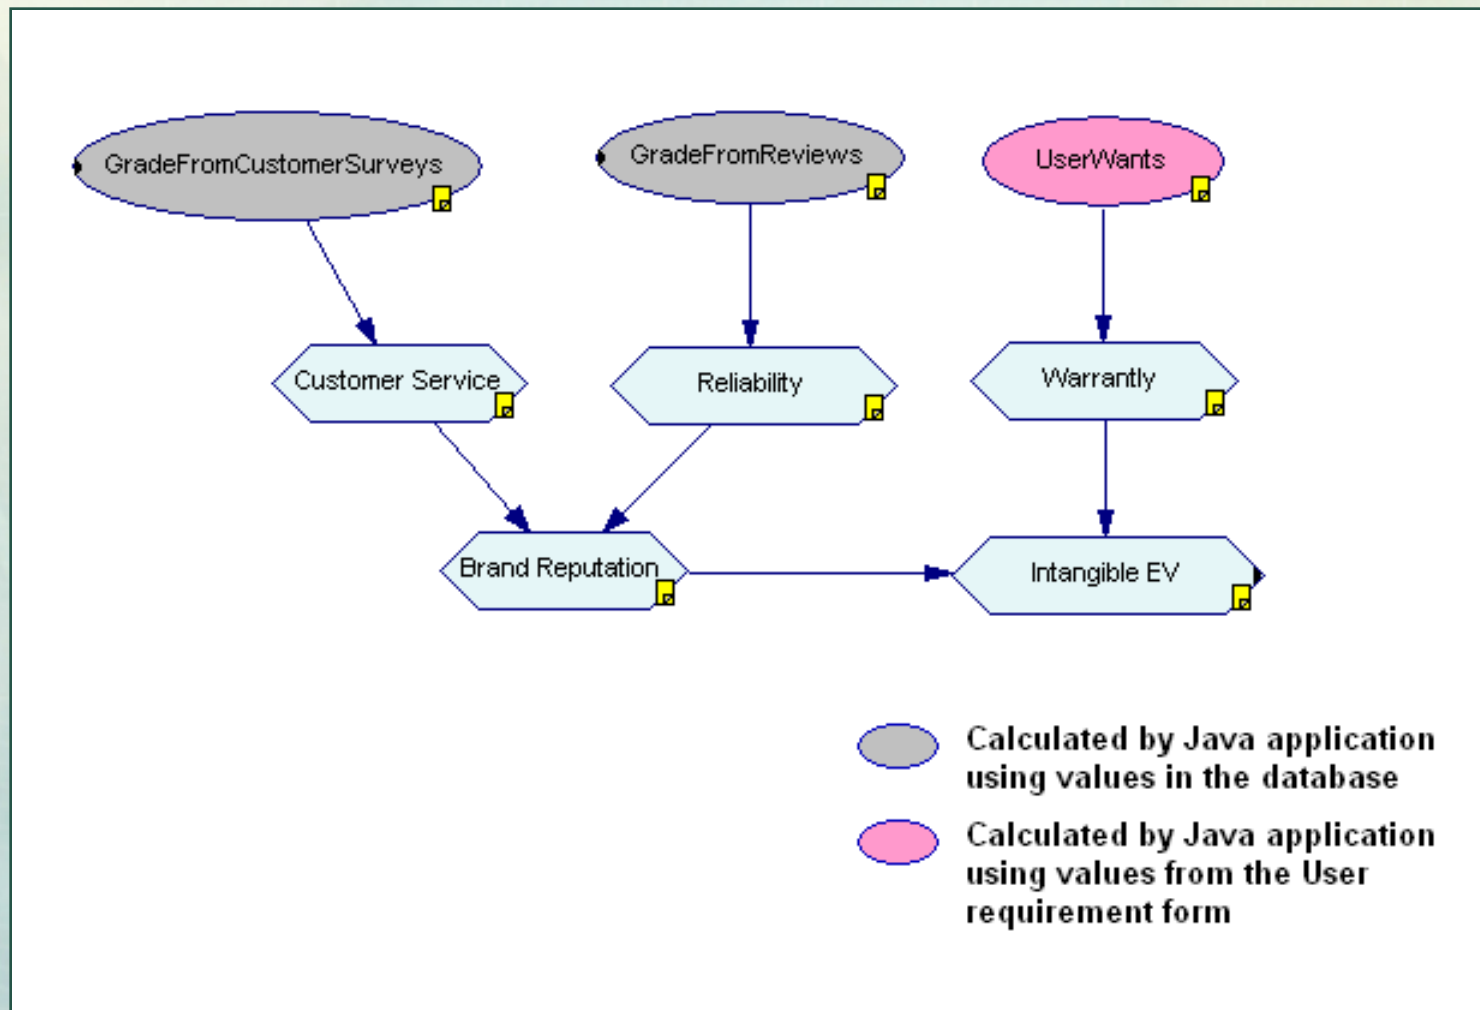 GradeFromCustomerSurveys
GradeFromReviews
UserWants
Customer Service
Reliability
Warrantly
Brand Reputation
Intangible EV
Calculated by Java application
using values in the database
Calculated by Java application
using values from the User
requirement form